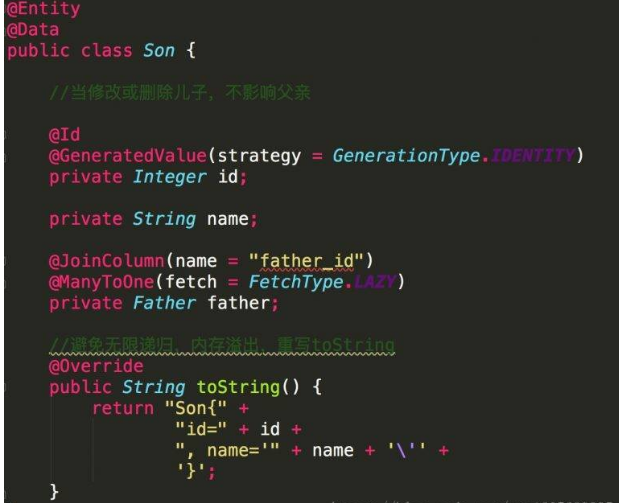 @Entity
@Data
public class Son {
//当修改或删除儿子，不影响父亲
@Id
@GeneratedValue(strategy = GenerationType.IDENTITY)
private Integer id;
private String name;
@JoinColumn(name = "father_id")
@ManyToOne(fetch = FetchType.LAZY)
private Father father;
//避免无限递归，内存溢出，重写toString
@Override
public String toString() {
return "Son{" +
"id=" + id +
", name='" + name + '\'' +
'}';
}